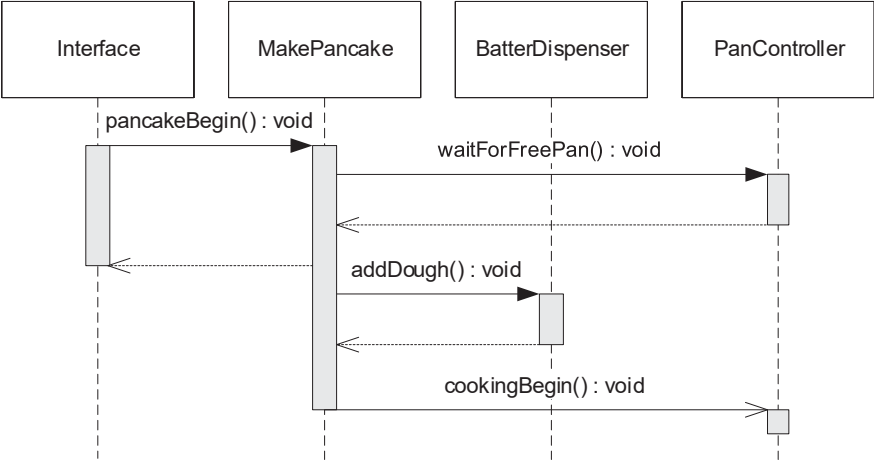 Interface
MakePancake
BatterDispenser
PanController
pancakeBegin() : void
waitForFreePan() : void
addDough() : void
cookingBegin() : void